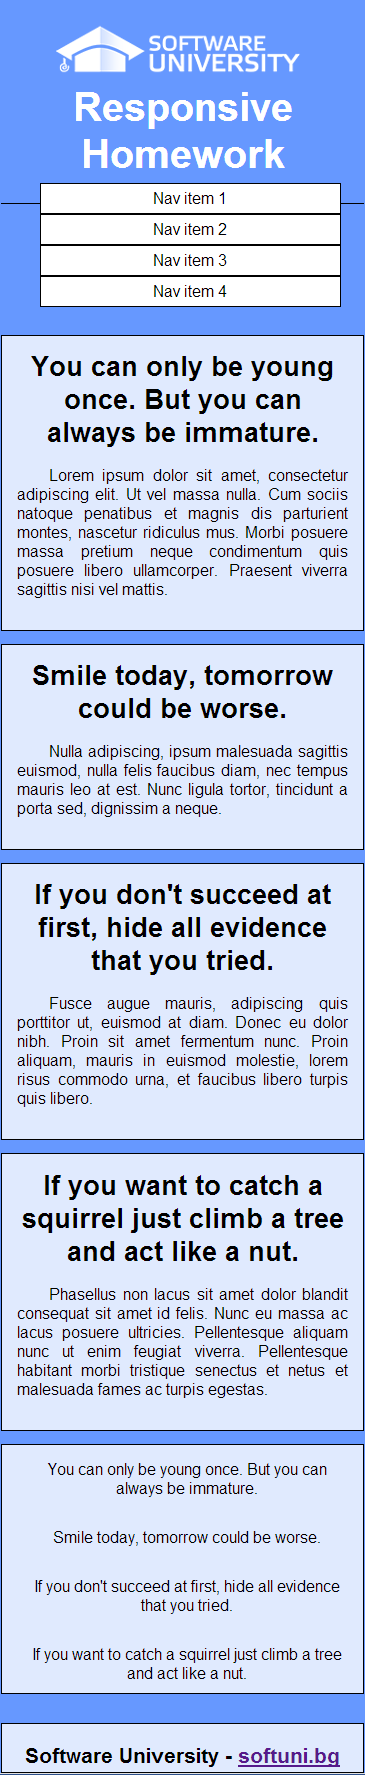 SOFTWARE
UNIVERSITY
Responsive
Homework
Nav item 1
Nav item 2
Nav item 3
Nav item 4
You can only be young
once. But you can
always be immature.
Lorem ipsum dolor sit amet, consectetur
adipiscing elit. Ut vel massa nulla. Cum sociis
natoque penatibus et magnis dis parturient
montes, nascetur ridiculus mus. Morbi posuere
massa pretium neque condimentum quis
posuere libero ullamcorper. Praesent viverra
sagittis nisi vel mattis.
Smile today, tomorrow
could be worse.
Nulla adipiscing, ipsum malesuada sagittis
euismod, nulla felis faucibus diam, nec tempus
mauris leo at est. Nunc ligula tortor, tincidunt a
porta sed, dignissim a neque.
If you don't succeed at
first, hide all evidence
that you tried.
Fusce augue mauris, adipiscing quis
porttitor ut, euismod at diam. Donec eu dolor
nibh. Proin sit amet fermentum nunc. Proin
aliquam, mauris in euismod molestie, lorem
risus commodo urna, et faucibus libero turpis
quis libero.
If you want to catch a
squirrel just climb a tree
and act like a nut.
Phasellus non lacus sit amet dolor blandit
consequat sit amet id felis. Nunc eu massa ac
lacus posuere ultricies. Pellentesque aliquam
nunc ut enim feugiat viverra. Pellentesque
habitant morbi tristique senectus et netus et
malesuada fames ac turpis egestas.
You can only be young once. But you can
always be immature.
Smile today, tomorrow could be worse.
If you don't succeed at first, hide all evidence
that you tried.
If you want to catch a squirrel just climb a tree
and act like a nut.
Software University - softuni.bg